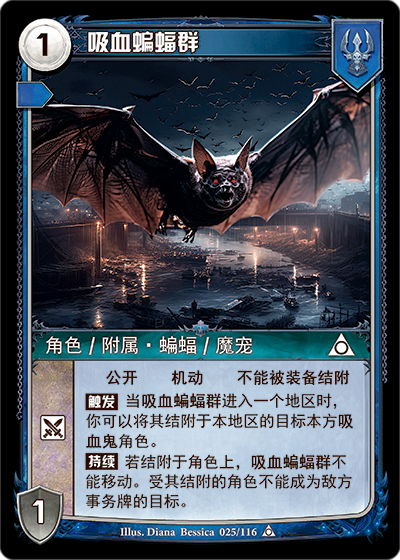 1
吸血蝙蝠群
角色 / 附属·蝙蝠 / 魔宠
公开 机动 不能被装备结附
触发 当吸血蝙蝠群进入一个地区时，
你可以将其结附于本地区的目标本方吸
血鬼角色。
持续 若结附于角色上，吸血蝙蝠群不
能移动。受其结附的角色不能成为敌方
事务牌的目标。
1
Illus. Diana Bessica 025/116